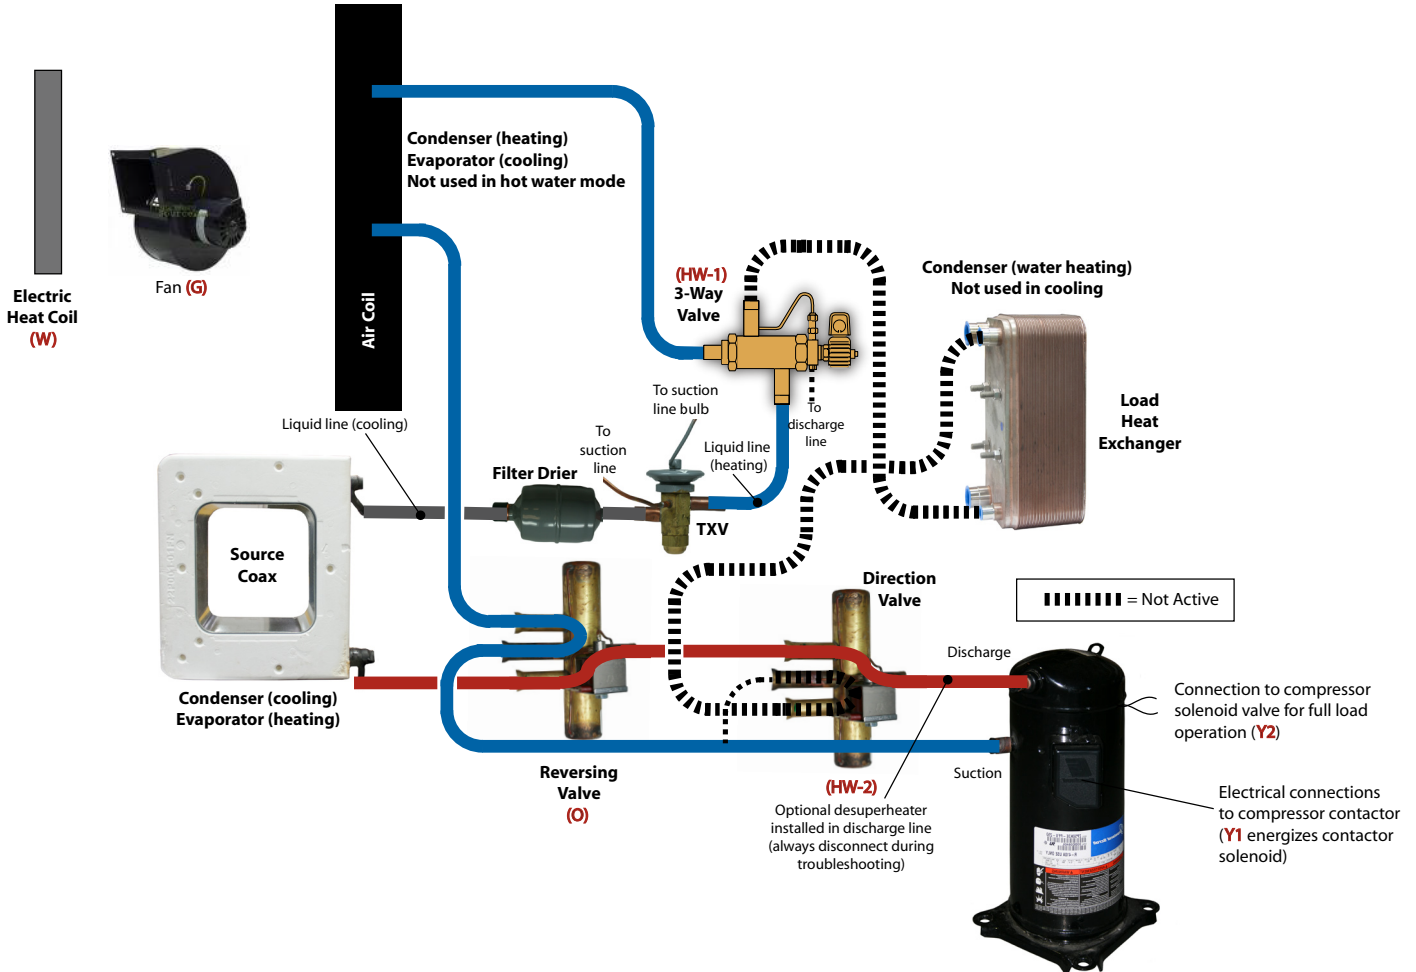 Condenser (heating)
Evaporator (cooling)
Not used in hot water mode
Electric
Heat Coil
(W)
Fan (G)
Air Coil
(HW-1)
3-Way
Valve
Condenser (water heating)
Not used in cooling
To suction
line bulb
To
discharge
line
Load
Heat
Exchanger
Liquid line (cooling)
To
suction
line
Liquid line
(heating)
Filter Drier
TXV
Source
Coax
Direction
Valve
= Not Active
Discharge
Condenser (cooling)
Evaporator (heating)
Connection to compressor
solenoid valve for full load
operation (Y2)
Suction
Reversing
Valve
(O)
(HW-2)
Optional desuperheater
installed in discharge line
(always disconnect during
troubleshooting)
Electrical connections
to compressor contactor
(Y1 energizes contactor
solenoid)